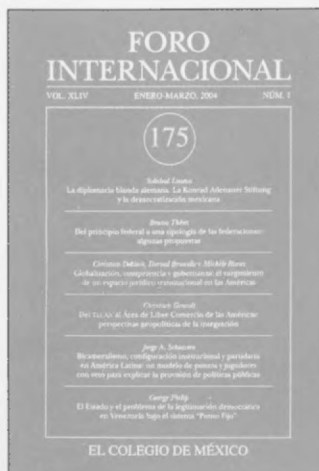 FORO
INTERNACIONAL
VOL. XLIV ENERO-MARZO, 2004 NÚM. 1
175
Soledad Loaeza
La diplomacia blanda alemana. La Konrad Adenauer Stiftung
y la democratización mexicana
Bruno Théret
Del principio federal a una tipología de las federaciones:
algunas propuestas
Christian Deblock, Dorval Brunelle y Michèle Rioux
Globalización, competencia y gobernanza: el surgimiento
de un espacio jurídico transnacional en las Américas
Christian
Del TLCAN al Área de Libre Comercio de las Américas:
perspectivas geopolíticas de la integración
Jorge A. Schiavon
Bicameralismo, configuración institucional y partidaria
en América Latina: un modelo de puntos y jugadores
con veto para explicar la provisión de políticas públicas
George Philip
El Estado y el problema de la legitimación democrática
en Venezuela bajo el sistema "Punto Fijo"
EL COLEGIO DE MÉXICO